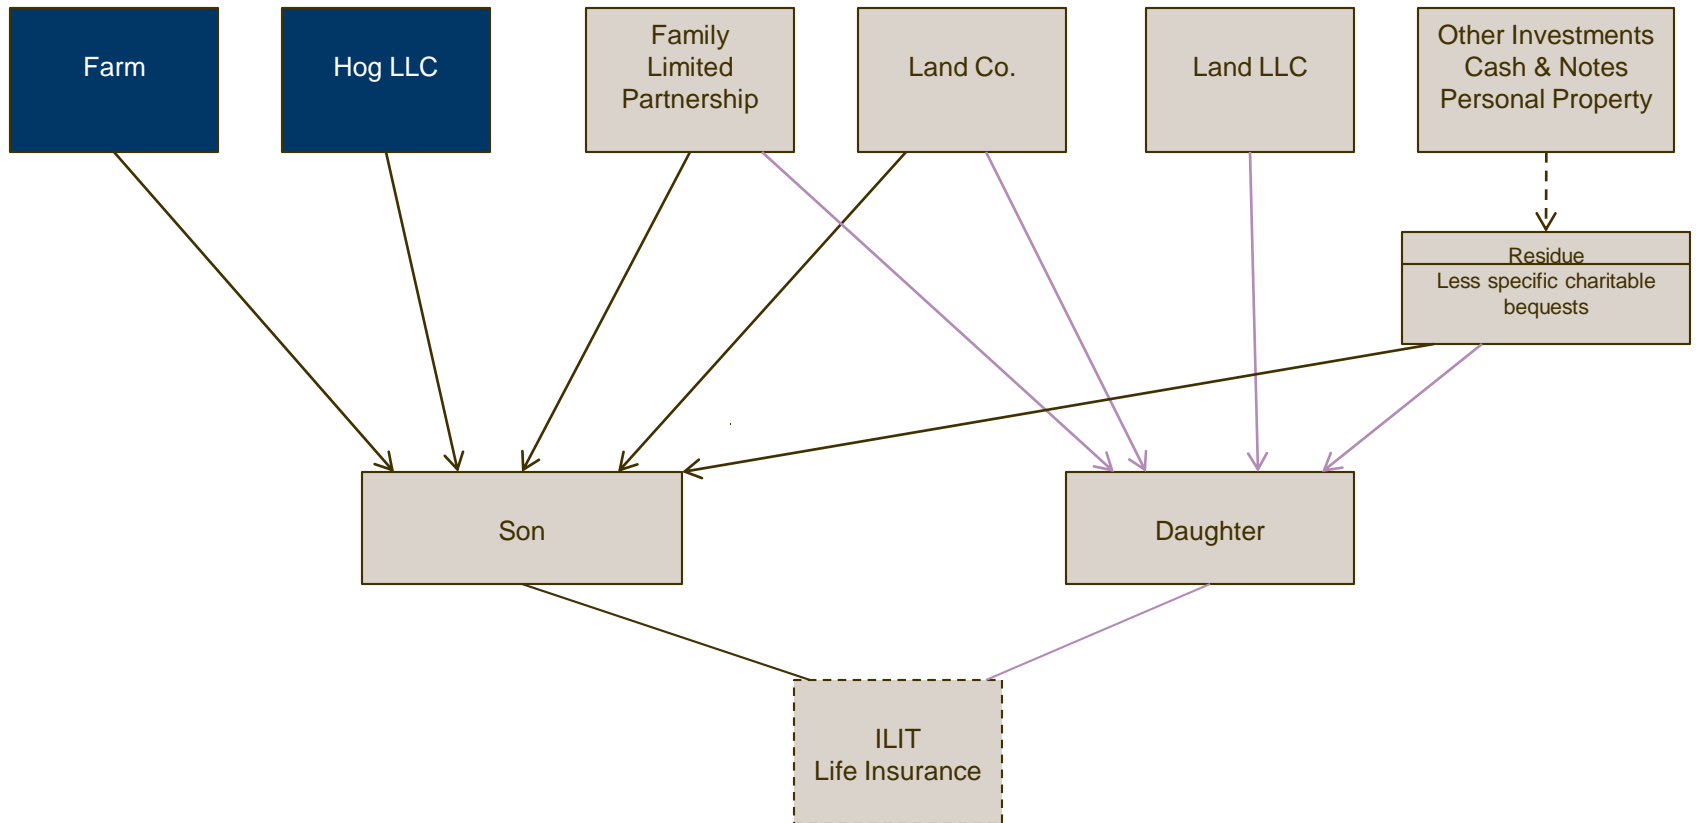 Farm
Hog LLC
Family
Limited
Partnership
Land Co.
Land LLC
Other Investments
Cash & Notes
Personal Property
Residue
Less specific charitable
bequests
Son
Daughter
ILIT
Life Insurance